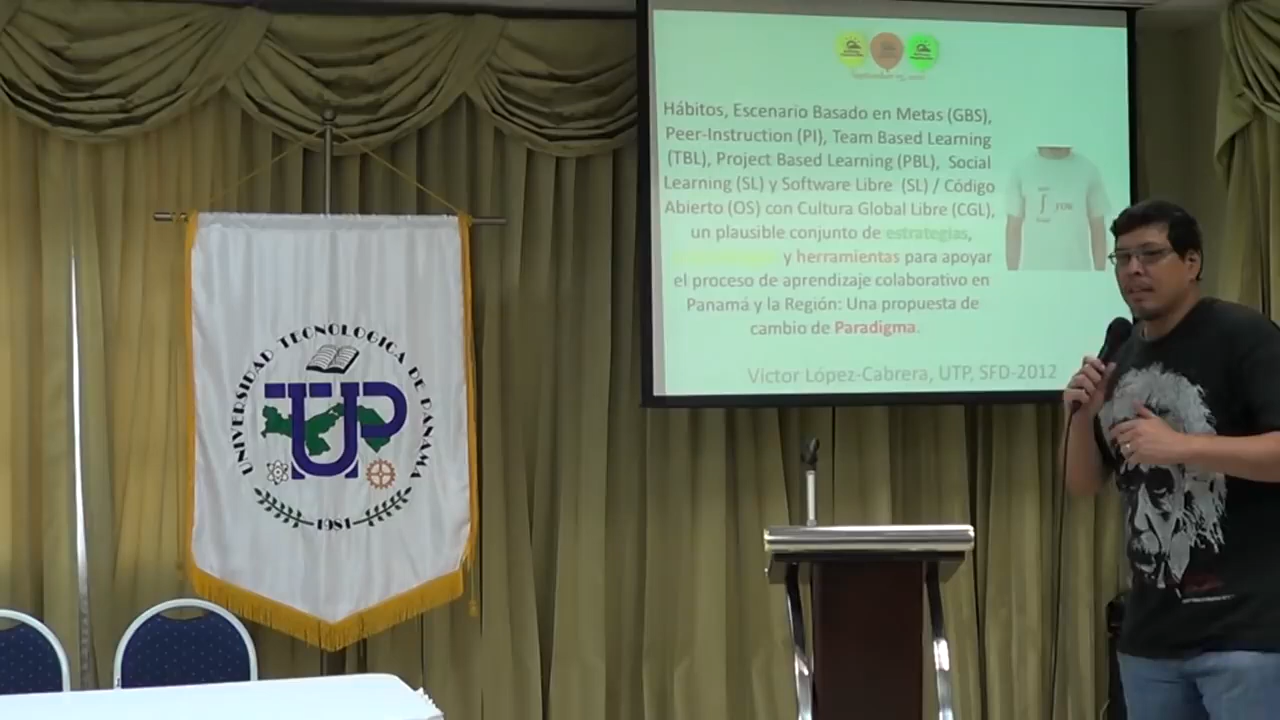 Hábitos, Escenario Basado en Metas (GBS),
Peer-Instruction (PI), Team Based Learning
(TBL), Project Based Learning (PBL), Social
Learning (SL) y Software Libre (SL) / Código
Abierto (OS) con Cultura Global Libre (CGL),
un plausible conjunto de estrategias,
y herramientas para apoyar
el proceso de aprendizaje colaborativo en
Panamá y la Región: Una propuesta de
cambio de Paradigma.
Víctor López-Cabrera, UTP, SFD-2012
UNIVERSIDAD TECNOLOGICA DE PANAMA
UTP
1981